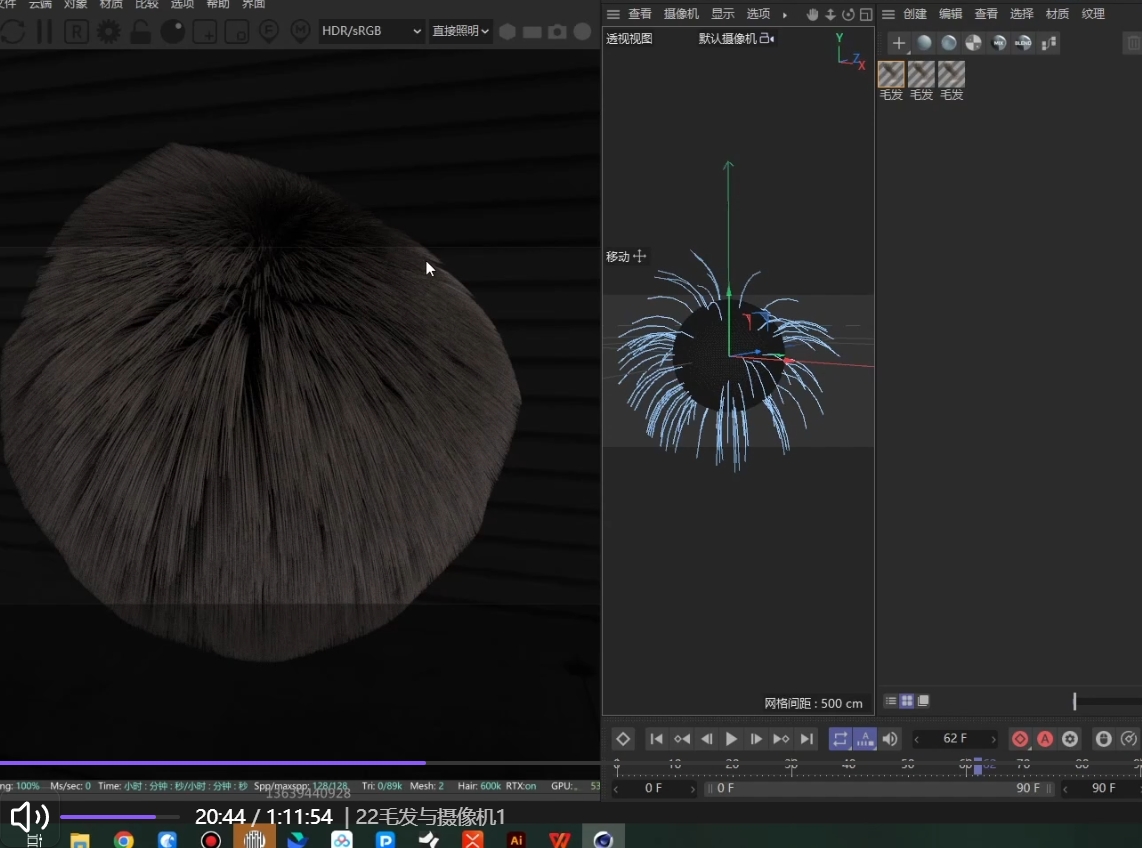 文件 云端 对象 材质 比较 选项 帮助 界面
HDR/sRGB 直接照明
查看 摄像机 显示 选项
透视视图 默认摄像机
Y
Z
X
移动
网格间距 : 500 cm
创建 编辑 查看 选择 材质 纹理
毛发 毛发 毛发
62 F
0 10 20 30 40 50 60 62 70 80 9
0 F 0 F 90 F 90 F
ng: 100% Ms/sec: 0 Time: 小时 : 分钟 : 秒/小时 : 分钟 : 秒 Spp/maxspp: 128/128 Tri: 0/89k Mesh: 2 Hair: 600k RTX:on GPU: 53
13639440928
20:44 / 1:11:54 | 22毛发与摄像机1